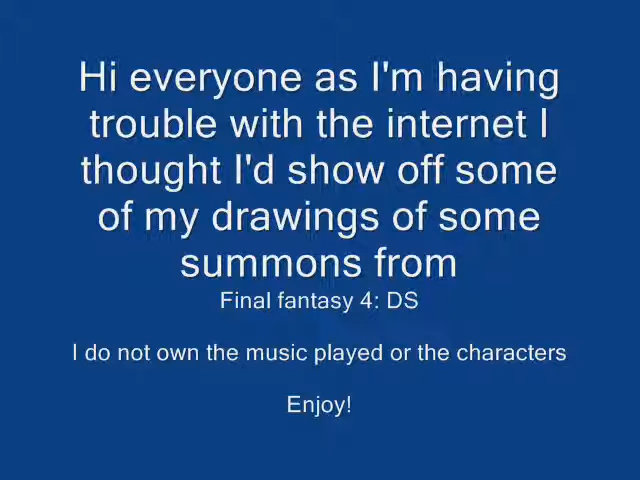 Hi everyone as I'm having
trouble with the internet I
thought I'd show off some
of my drawings of some
summons from
Final fantasy 4: DS
I do not own the music played or the characters
Enjoy!